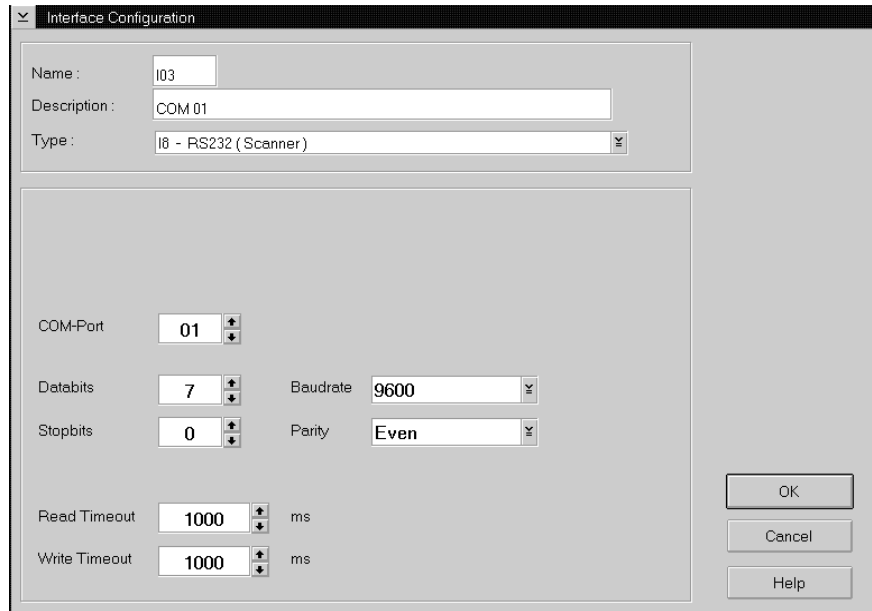 Interface Configuration
Name : I03
Description : COM 01
Type : I8 - RS232 ( Scanner )
COM-Port 01
Databits 7 Baudrate 9600
Stopbits 0 Parity Even
Read Timeout 1000 ms
Write Timeout 1000 ms
OK
Cancel
Help